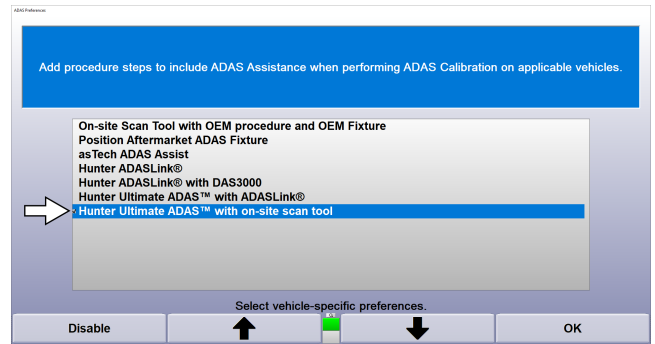 ADAS Preferences
Add procedure steps to include ADAS Assistance when performing ADAS Calibration on applicable vehicles.
On-site Scan Tool with OEM procedure and OEM Fixture
Position Aftermarket ADAS Fixture
asTech ADAS Assist
Hunter ADASLink®
Hunter ADASLink® with DAS3000
Hunter Ultimate ADAS™ with ADASLink®
Hunter Ultimate ADAS™ with on-site scan tool
Select vehicle-specific preferences.
Disable
OK